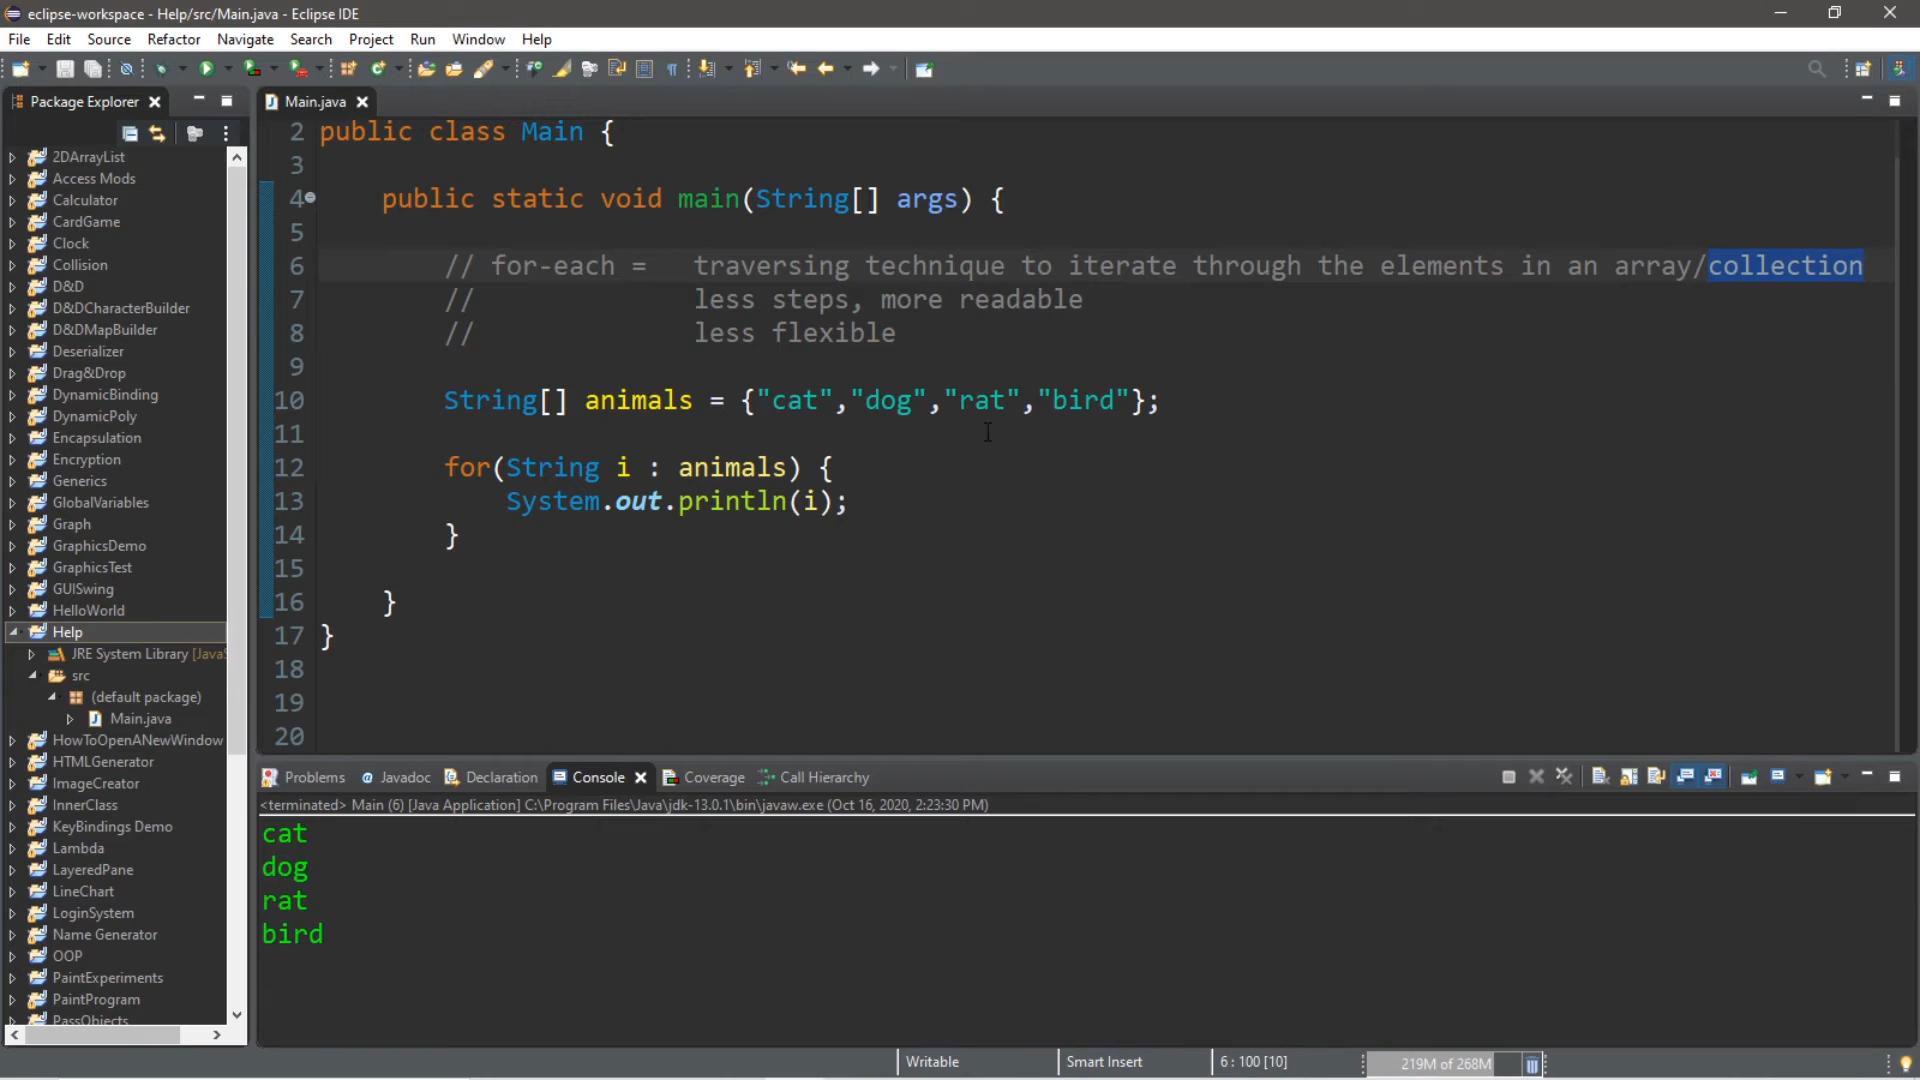 eclipse-workspace - Help/src/Main.java - Eclipse IDE
File Edit Source Refactor Navigate Search Project Run Window Help
Package Explorer
2DArrayList
Access Mods
Calculator
CardGame
Clock
Collision
D&D
D&DCharacterBuilder
D&DMapBuilder
Deserializer
Drag&Drop
DynamicBinding
DynamicPoly
Encapsulation
Encryption
Generics
GlobalVariables
Graph
GraphicsDemo
GraphicsTest
GUISwing
HelloWorld
Help
JRE System Library [JavaS
src
(default package)
Main.java
HowToOpenANewWindow
HTMLGenerator
ImageCreator
InnerClass
KeyBindings Demo
Lambda
LayeredPane
LineChart
LoginSystem
Name Generator
OOP
PaintExperiments
PaintProgram
PassObjects
Main.java
2 public class Main {
3
4 public static void main(String[] args) {
5
6 // for-each = traversing technique to iterate through the elements in an array/collection
7 // less steps, more readable
8 // less flexible
9
10 String[] animals = {"cat","dog","rat","bird"};
11
12 for(String i : animals) {
13 System.out.println(i);
14 }
15
16 }
17 }
18
19
20
Problems Javadoc Declaration Console Coverage Call Hierarchy
<terminated> Main (6) [Java Application] C:\Program Files\Java\jdk-13.0.1\bin\javaw.exe (Oct 16, 2020, 2:23:30 PM)
cat
dog
rat
bird
Writable Smart Insert 6 : 100 [10] 219M of 268M